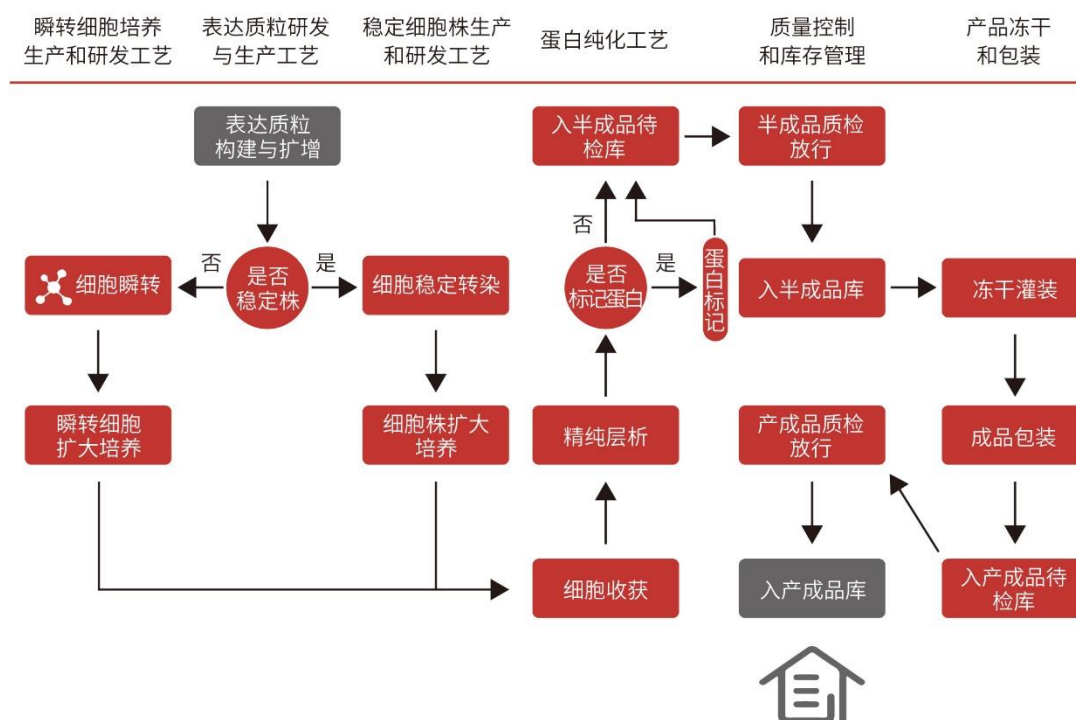 瞬转细胞培养
生产和研发工艺
表达质粒研发
与生产工艺
稳定细胞株生产
和研发工艺
蛋白纯化工艺
质量控制
和库存管理
产品冻干
和包装
表达质粒
构建与扩增
入半成品待
检库
半成品质检
放行
否
细胞瞬转
否
是否
稳定株
是
细胞稳定转染
是否
标记蛋白
是
蛋白标记
入半成品库
冻干灌装
瞬转细胞
扩大培养
细胞株扩大
培养
精纯层析
产成品质检
放行
成品包装
细胞收获
入产成品库
入产成品待
检库